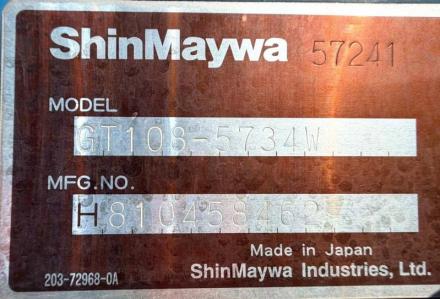 ShinMaywa 57241
MODEL
GT108-5734W
MFG.NO.
H810458462
Made in Japan
203-72968-0A ShinMaywa Industries, Ltd.